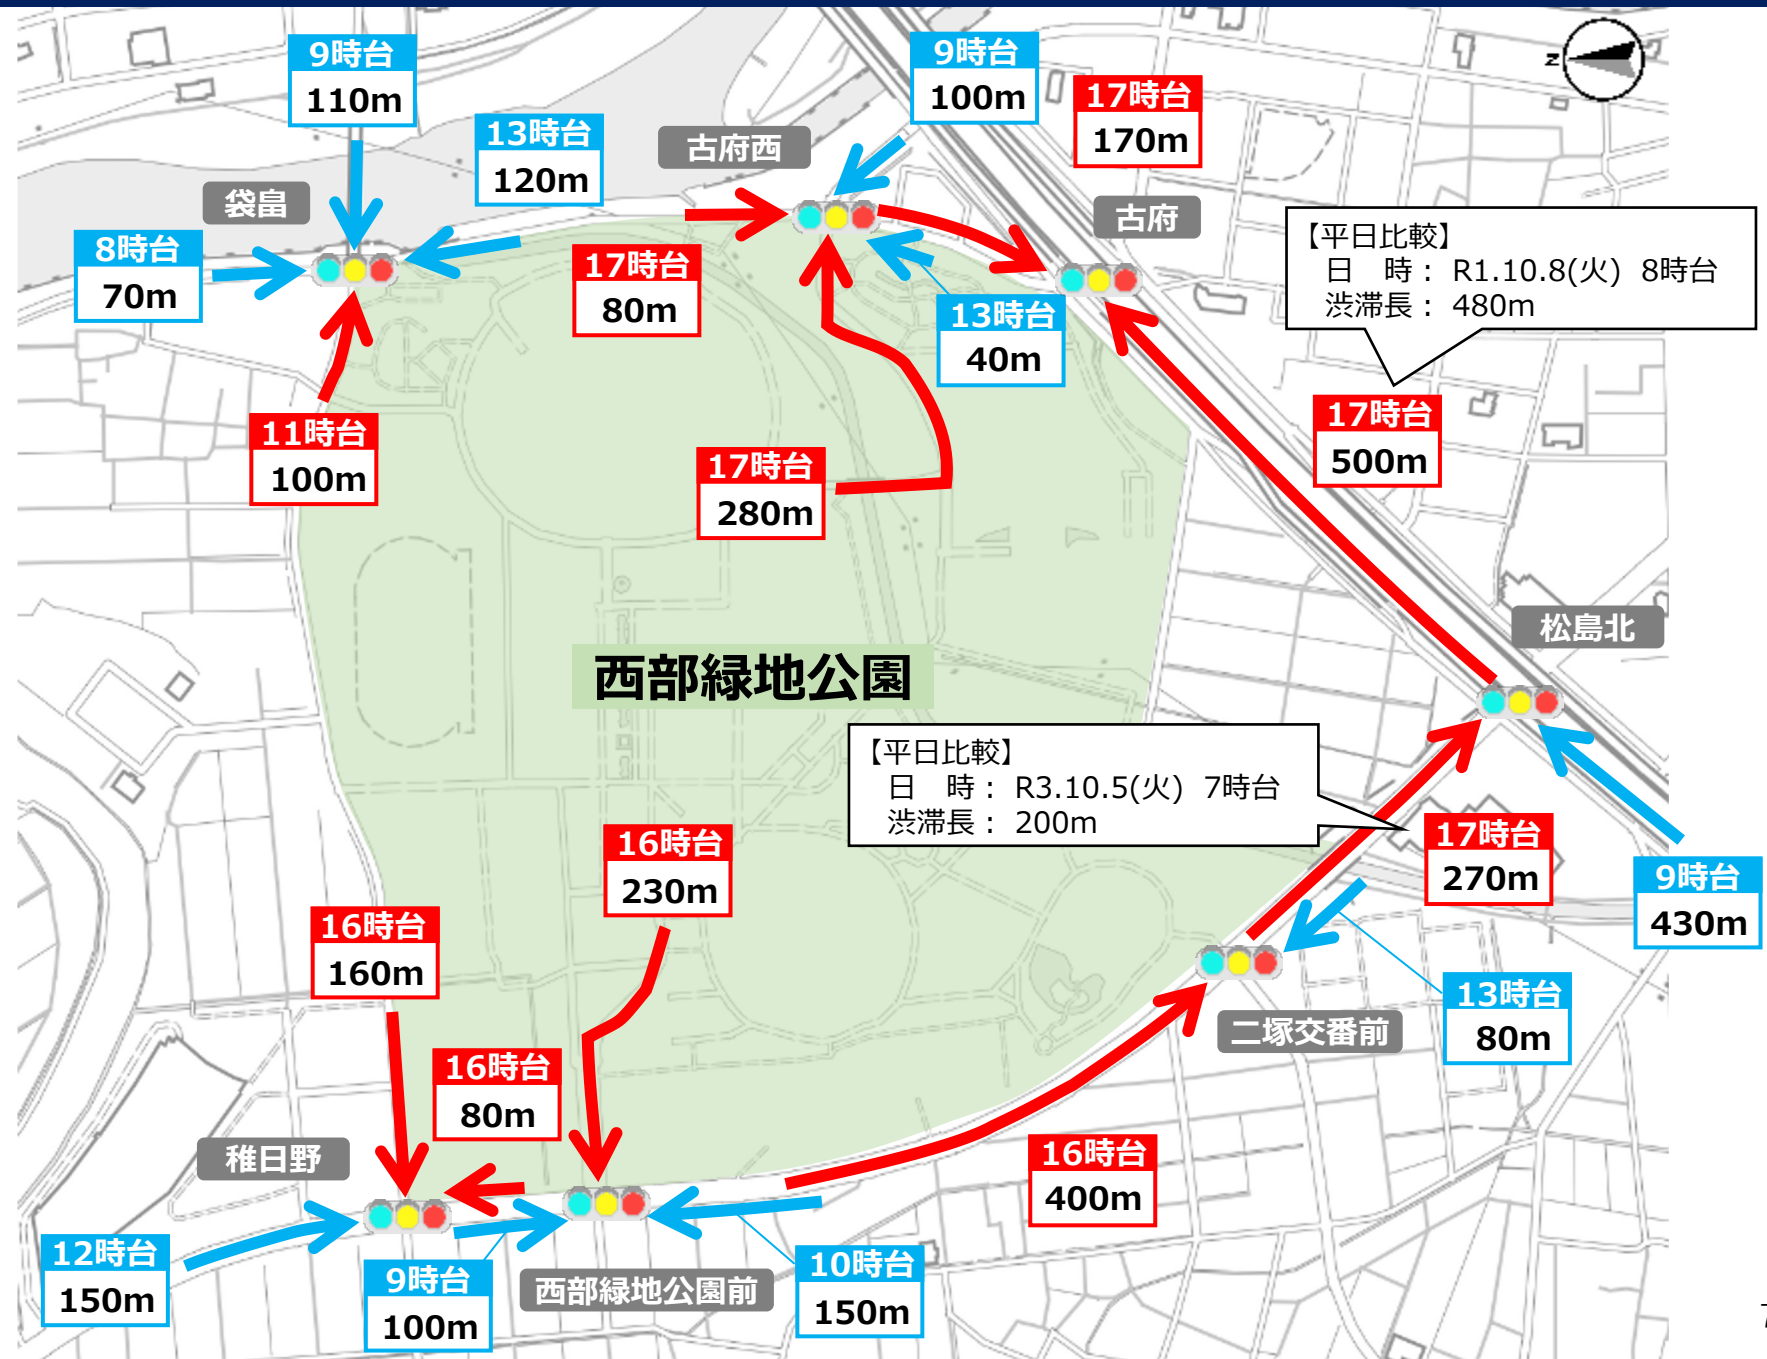 9時台
110m
9時台
100m
17時台
170m
13時台
120m
古府西
袋畠
古府
8時台
70m
17時台
80m
13時台
40m
【平日比較】
日　時： R1.10.8(火) 8時台
渋滞長： 480m
11時台
100m
17時台
280m
17時台
500m
松島北
西部緑地公園
【平日比較】
日　時： R3.10.5(火) 7時台
渋滞長： 200m
16時台
230m
17時台
270m
9時台
430m
16時台
160m
13時台
80m
二塚交番前
16時台
80m
稚日野
16時台
400m
12時台
150m
9時台
100m
西部緑地公園前
10時台
150m
N